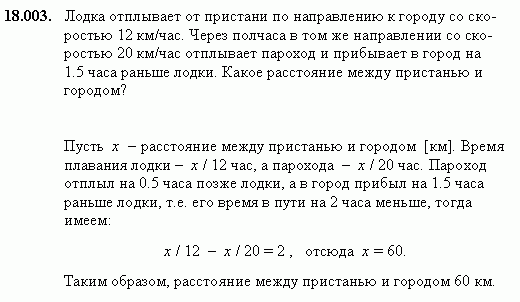 18.003. Лодка отплывает от пристани по направлению к городу со ско-
ростью 12 км/час. Через полчаса в том же направлении со ско-
ростью 20 км/час отплывает пароход и прибывает в город на
1.5 часа раньше лодки. Какое расстояние между пристанью и
городом?
Пусть x – расстояние между пристанью и городом [км]. Время
плавания лодки – x / 12 час, а парохода – x / 20 час. Пароход
отплыл на 0.5 часа позже лодки, а в город прибыл на 1.5 часа
раньше лодки, т.е. его время в пути на 2 часа меньше, тогда
имеем:
x / 12 – x / 20 = 2 , отсюда x = 60.
Таким образом, расстояние между пристанью и городом 60 км.